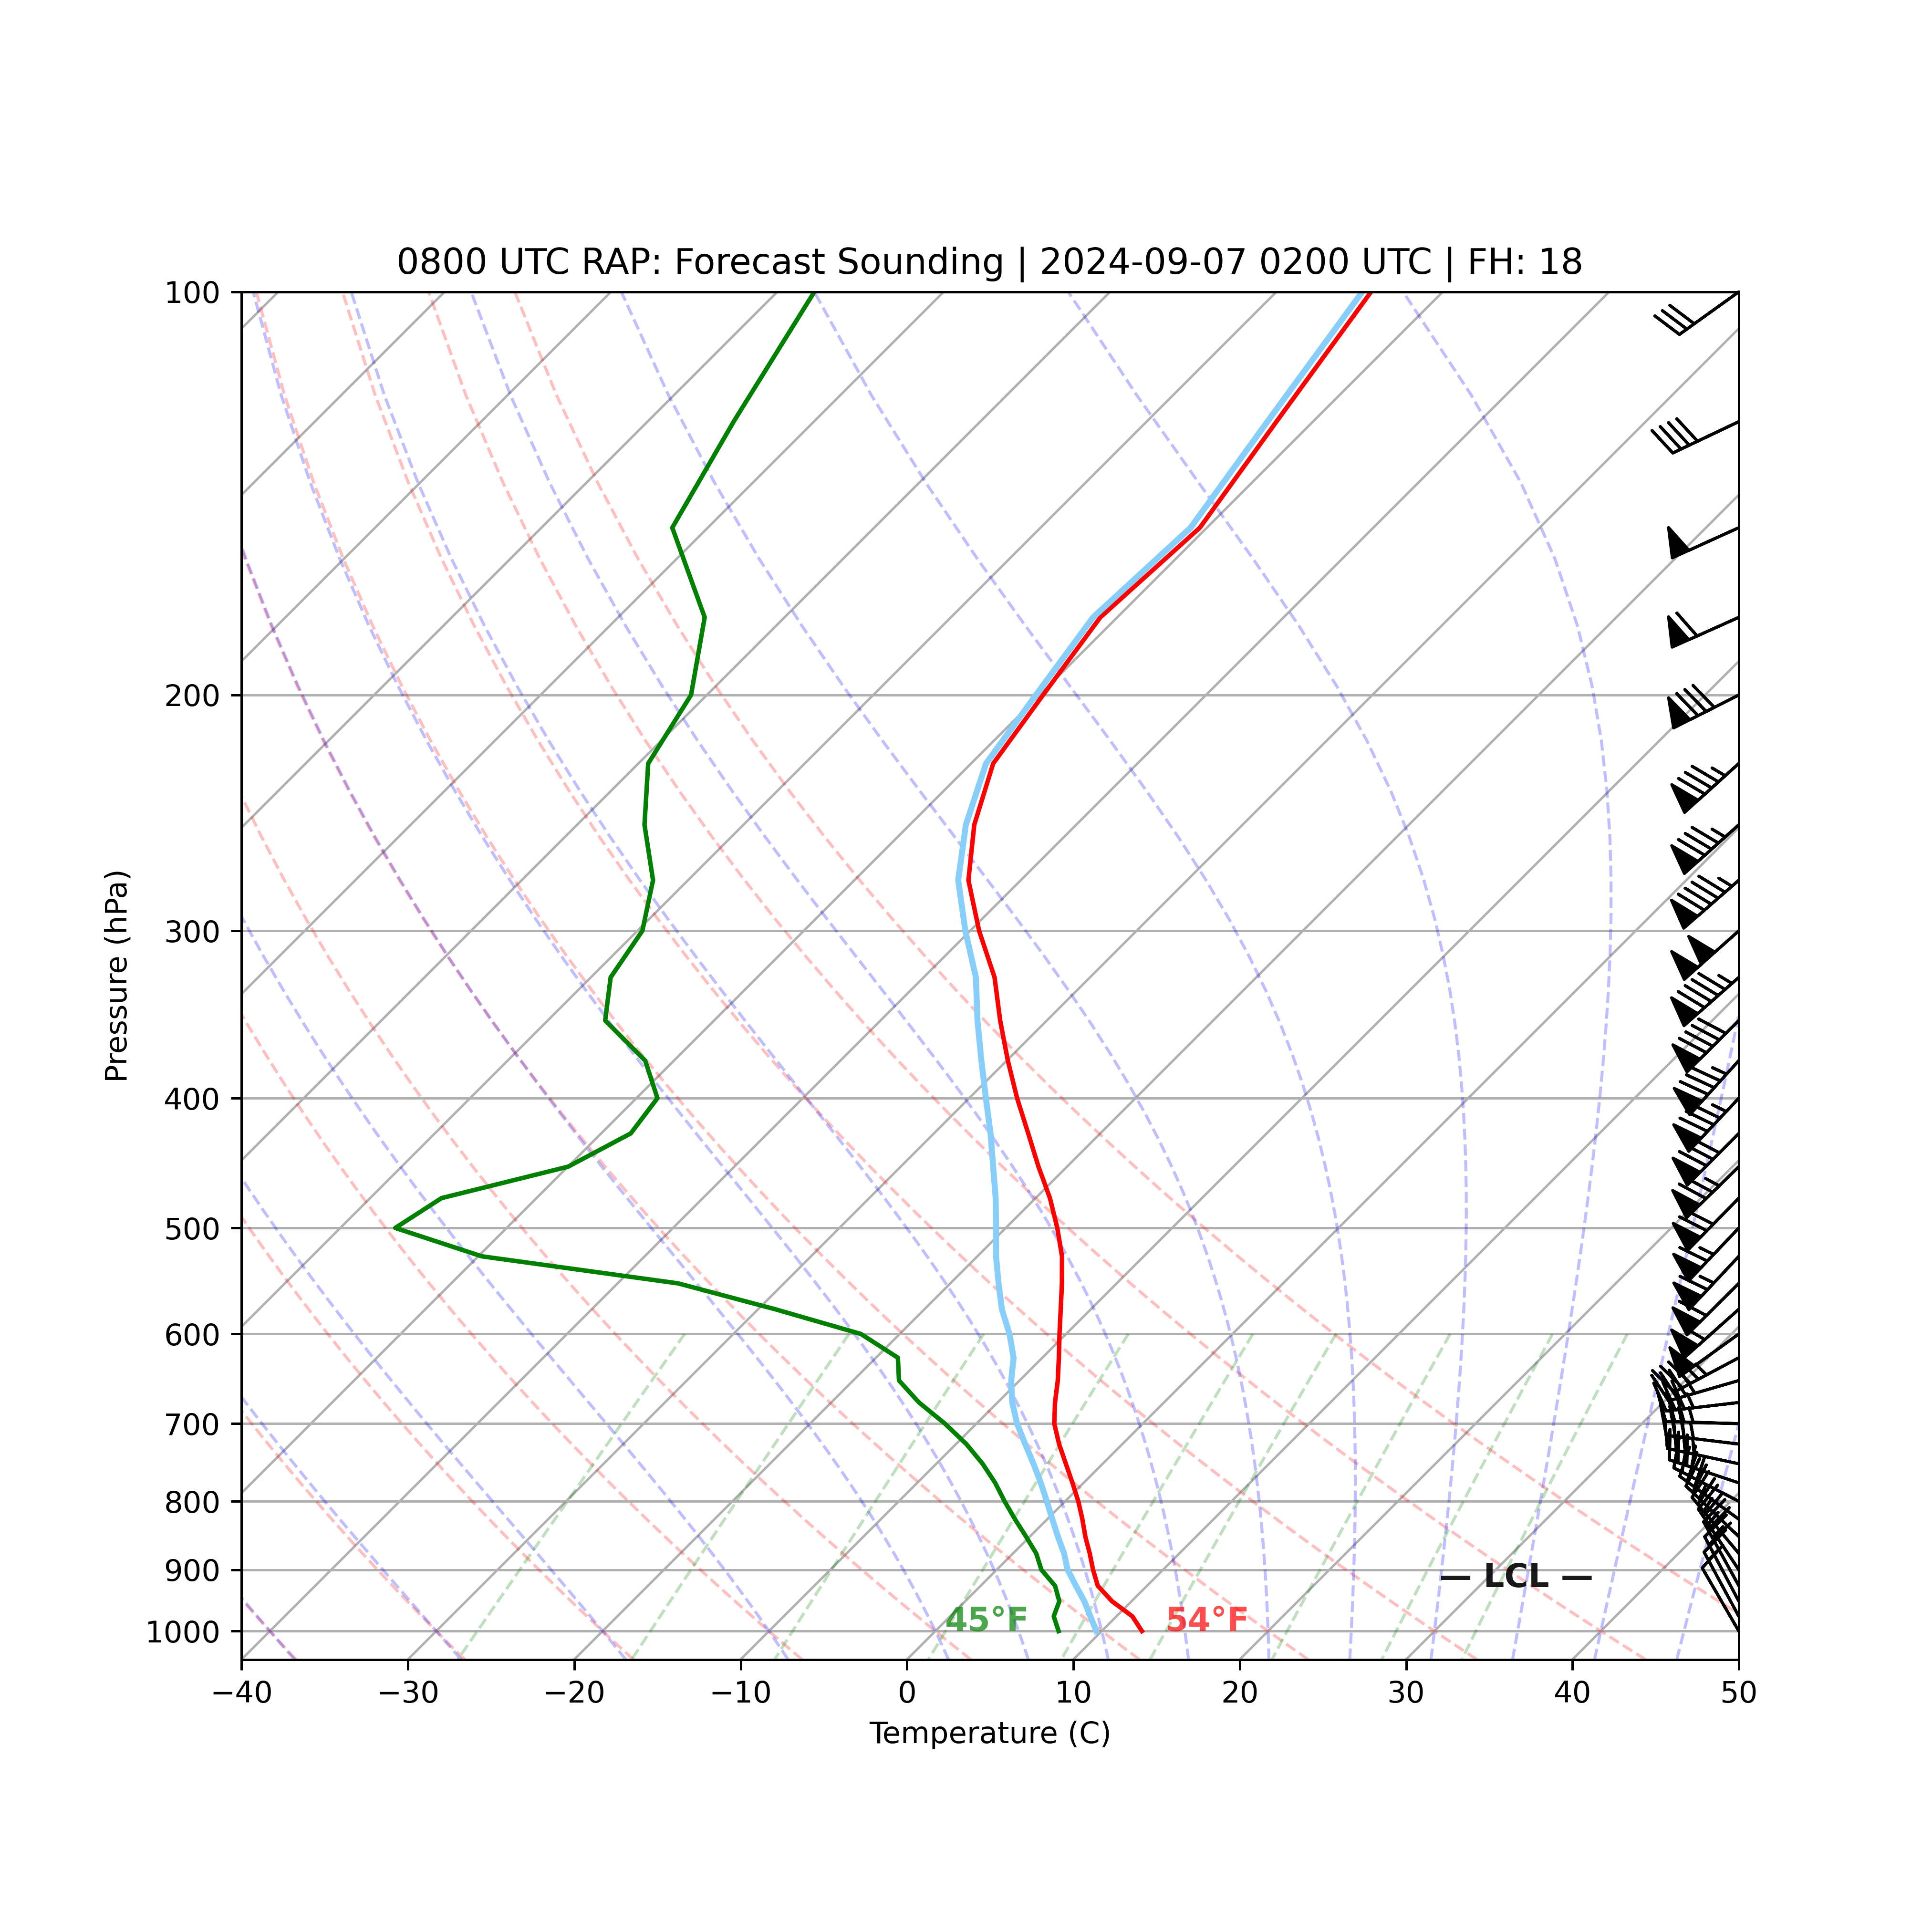 0800 UTC RAP: Forecast Sounding | 2024-09-07 0200 UTC | FH: 18
100
200
300
400
500
600
700
800
900
1000
Pressure (hPa)
— LCL —
45°F
54°F
−40 −30 −20 −10 0 10 20 30 40 50
Temperature (C)